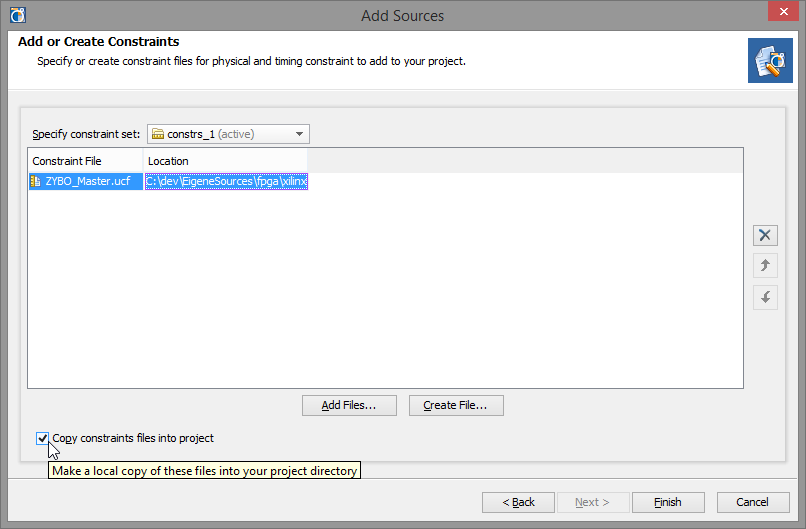 Add Sources
Add or Create Constraints
Specify or create constraint files for physical and timing constraint to add to your project.
Specify constraint set: constrs_1 (active)
Constraint File Location
ZYBO_Master.ucf C:\dev\EigeneSources\fpga\xilinx
Add Files...
Create File...
Copy constraints files into project
Make a local copy of these files into your project directory
< Back
Next >
Finish
Cancel